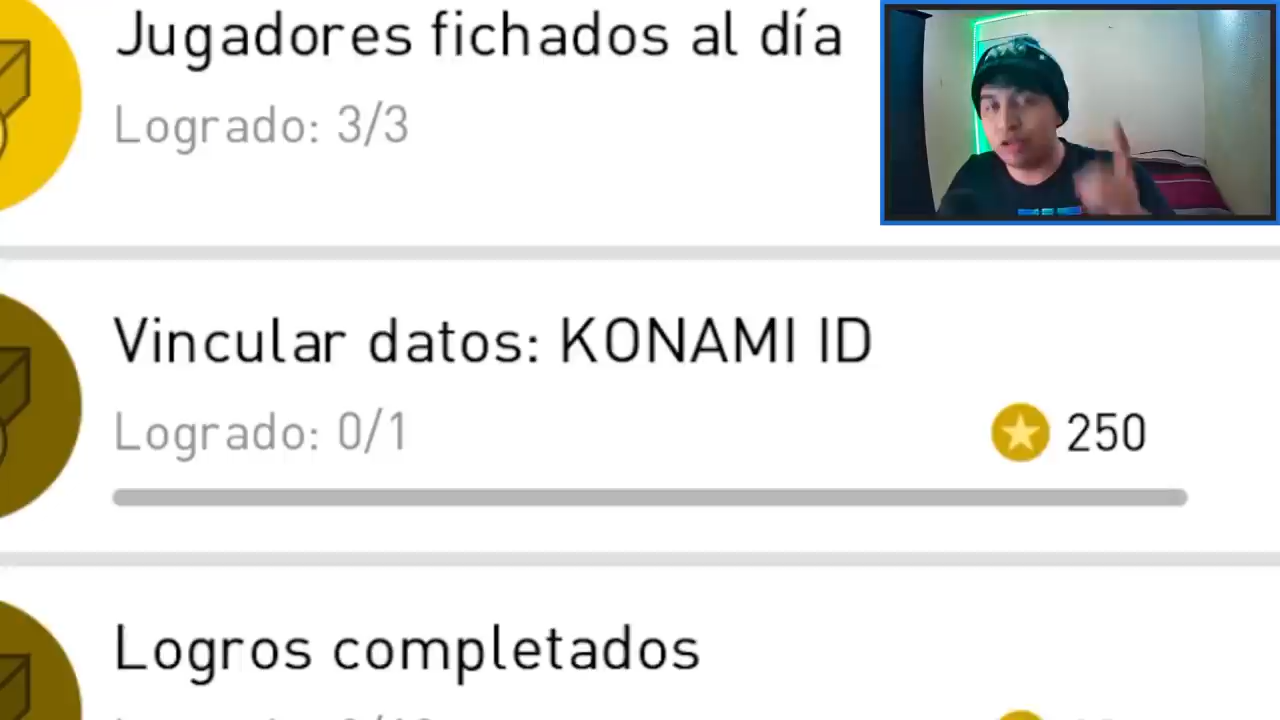 Jugadores fichados al día
Logrado: 3/3
Vincular datos: KONAMI ID
Logrado: 0/1
250
Logros completados